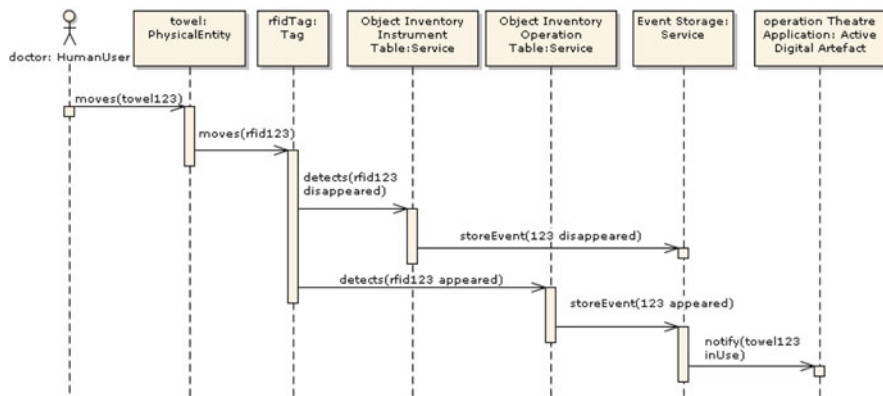 doctor: HumanUser
towel:
PhysicalEntity
rfidTag:
Tag
Object Inventory
Instrument
Table:Service
Object Inventory
Operation
Table:Service
Event Storage:
Service
operation Theatre
Application: Active
Digital Artefact
moves(towel123)
moves(rfid123)
detects(rfid123
disappeared)
storeEvent(123 disappeared)
detects(rfid123 appeared)
storeEvent(123 appeared)
notify(towel123
inUse)